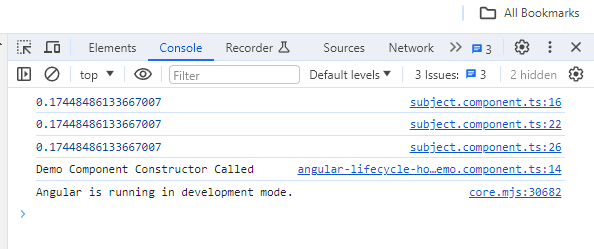 All Bookmarks
Elements Console Recorder Sources Network 3
top Filter Default levels 3 Issues: 3 2 hidden
0.17448486133667007 subject.component.ts:16
0.17448486133667007 subject.component.ts:22
0.17448486133667007 subject.component.ts:26
Demo Component Constructor Called angular-lifecycle-ho…emo.component.ts:14
Angular is running in development mode. core.mjs:30682